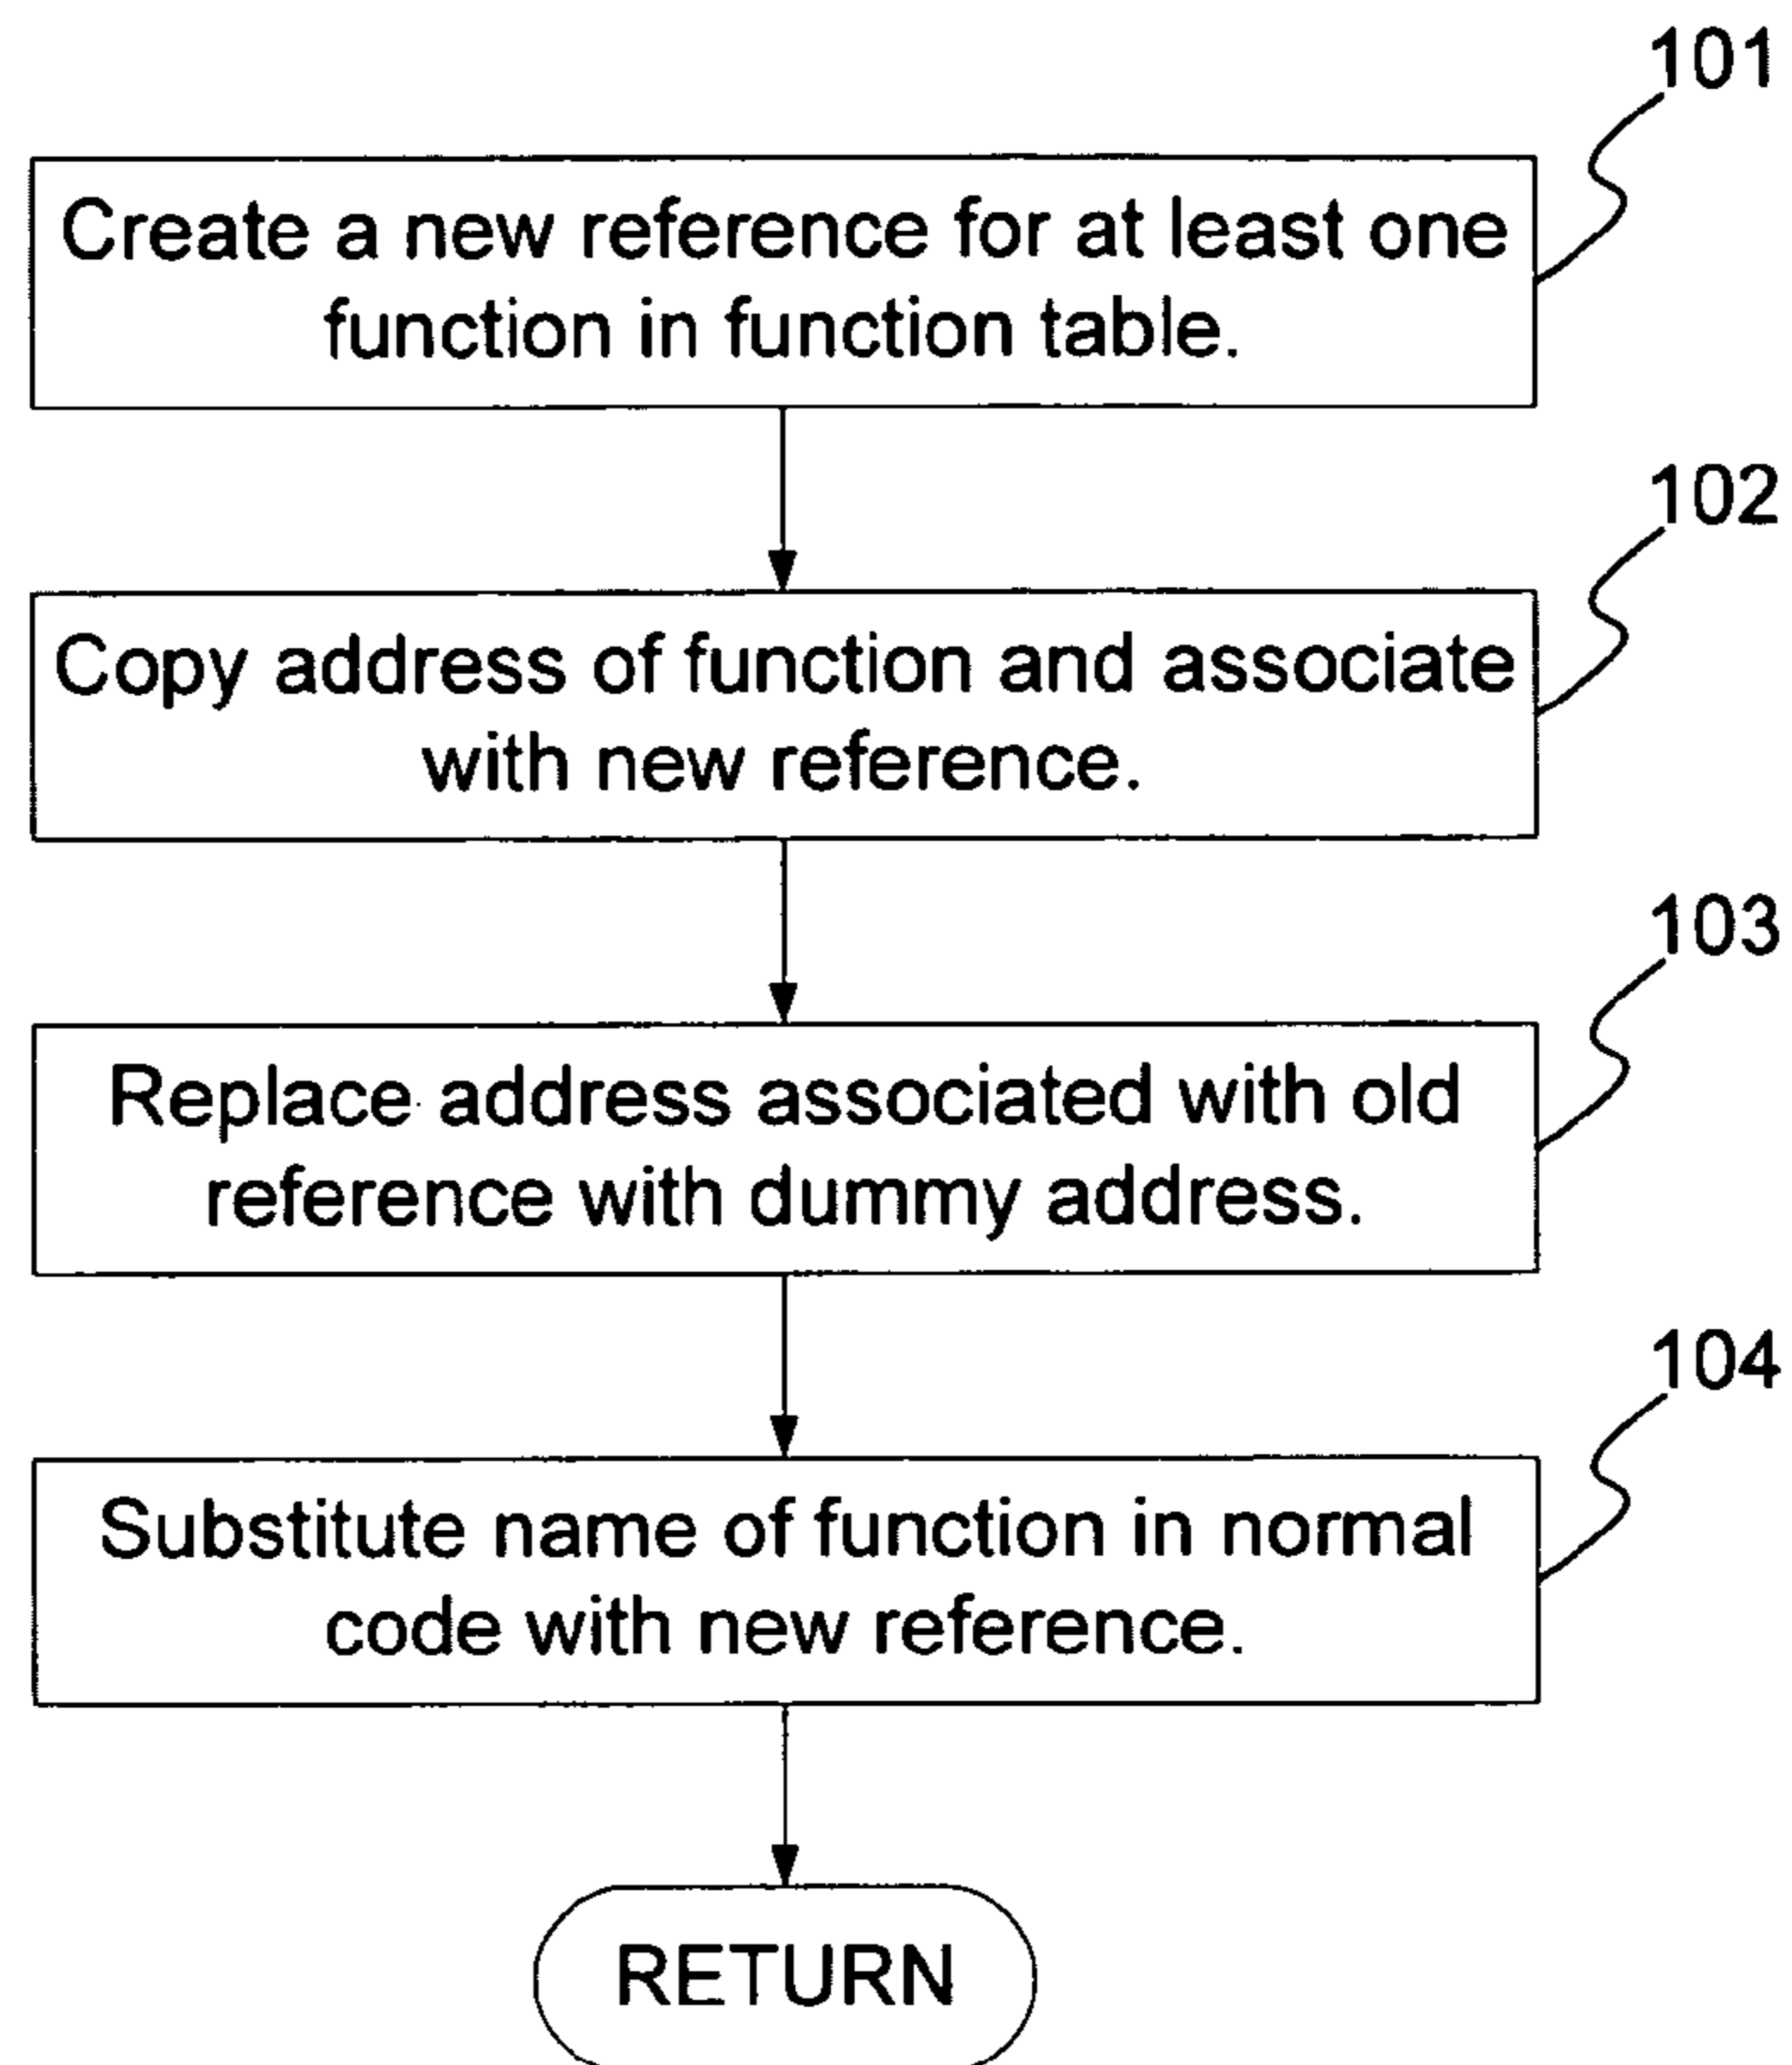 101
Create a new reference for at least one
function in function table.
102
Copy address of function and associate
with new reference.
103
Replace address associated with old
reference with dummy address.
104
Substitute name of function in normal
code with new reference.
RETURN